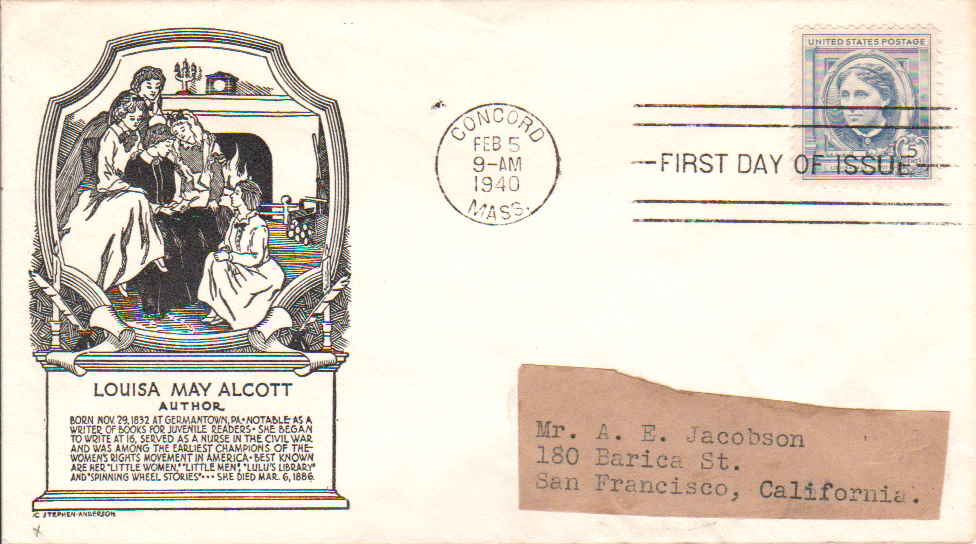 LOUISA MAY ALCOTT
AUTHOR
BORN NOV. 29, 1832 AT GERMANTOWN, PA • NOTABLE AS A
WRITER OF BOOKS FOR JUVENILE READERS • SHE BEGAN
TO WRITE AT 16, SERVED AS A NURSE IN THE CIVIL WAR
AND WAS AMONG THE EARLIEST CHAMPIONS OF THE
WOMEN'S RIGHTS MOVEMENT IN AMERICA • BEST KNOWN
ARE HER "LITTLE WOMEN," "LITTLE MEN", "LULU'S LIBRARY"
AND "SPINNING WHEEL STORIES" • • • SHE DIED MAR. 6, 1886.
C STEPHEN·ANDERSON
CONCORD
FEB 5
9-AM
1940
MASS.
UNITED STATES POSTAGE
5
FIRST DAY OF ISSUE
Mr. A. E. Jacobson
180 Barica St.
San Francisco, California.